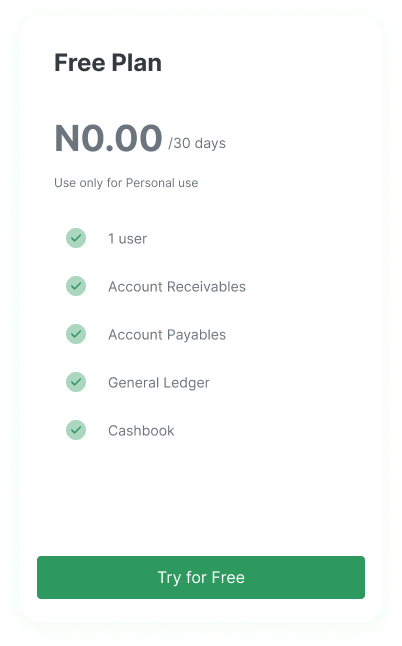 Free Plan
N0.00 /30 days
Use only for Personal use
1 user
Account Receivables
Account Payables
General Ledger
Cashbook
Try for Free